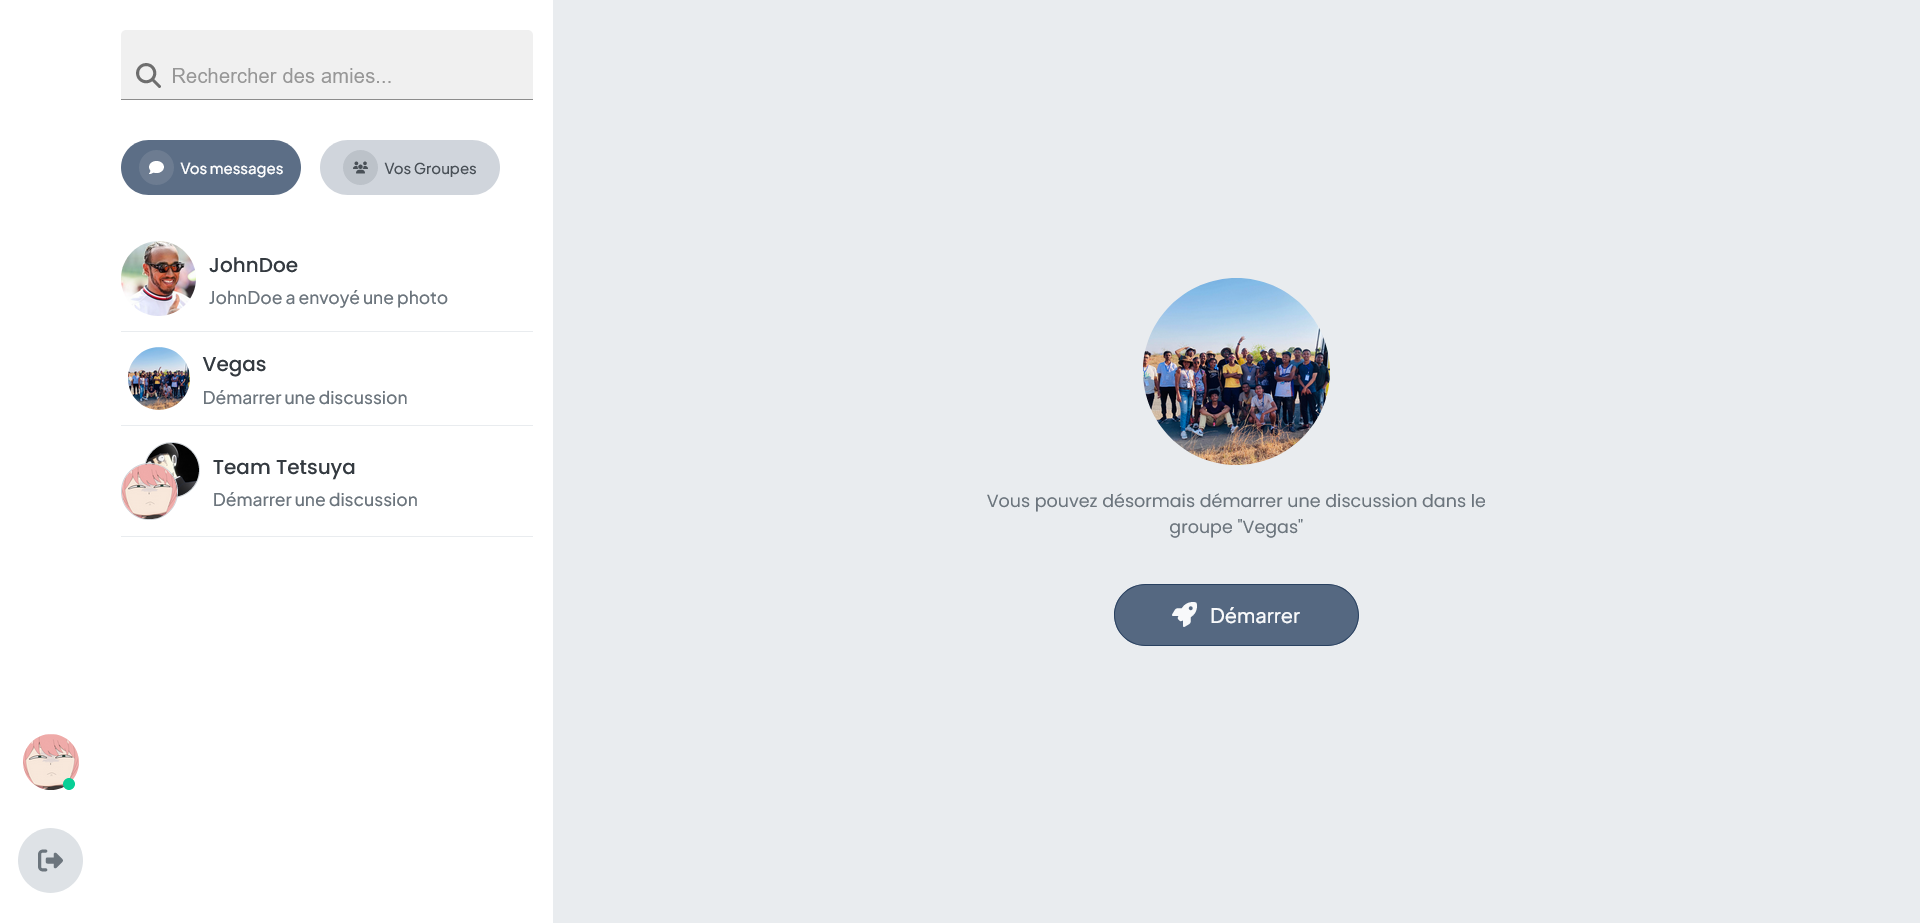 Rechercher des amies...
Vos messages
Vos Groupes
JohnDoe
JohnDoe a envoyé une photo
Vegas
Démarrer une discussion
Team Tetsuya
Démarrer une discussion
Vous pouvez désormais démarrer une discussion dans le
groupe "Vegas"
Démarrer